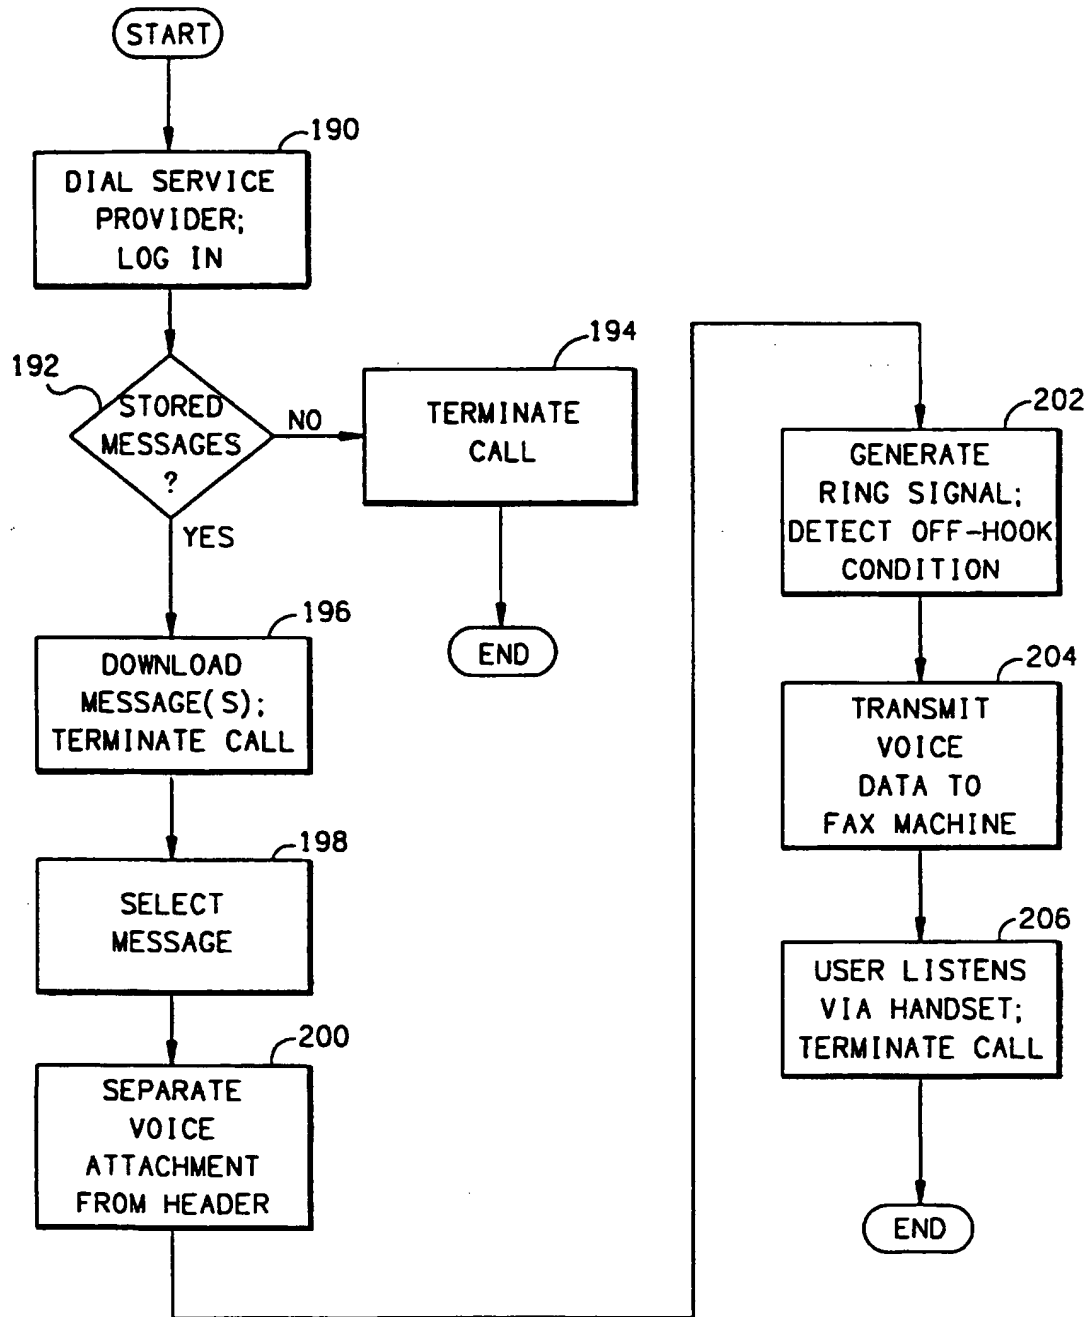 START
190
DIAL SERVICE
PROVIDER;
LOG IN
192
STORED
MESSAGES
?
NO
YES
194
TERMINATE
CALL
END
196
DOWNLOAD
MESSAGE(S);
TERMINATE CALL
198
SELECT
MESSAGE
200
SEPARATE
VOICE
ATTACHMENT
FROM HEADER
202
GENERATE
RING SIGNAL;
DETECT OFF-HOOK
CONDITION
204
TRANSMIT
VOICE
DATA TO
FAX MACHINE
206
USER LISTENS
VIA HANDSET;
TERMINATE CALL
END